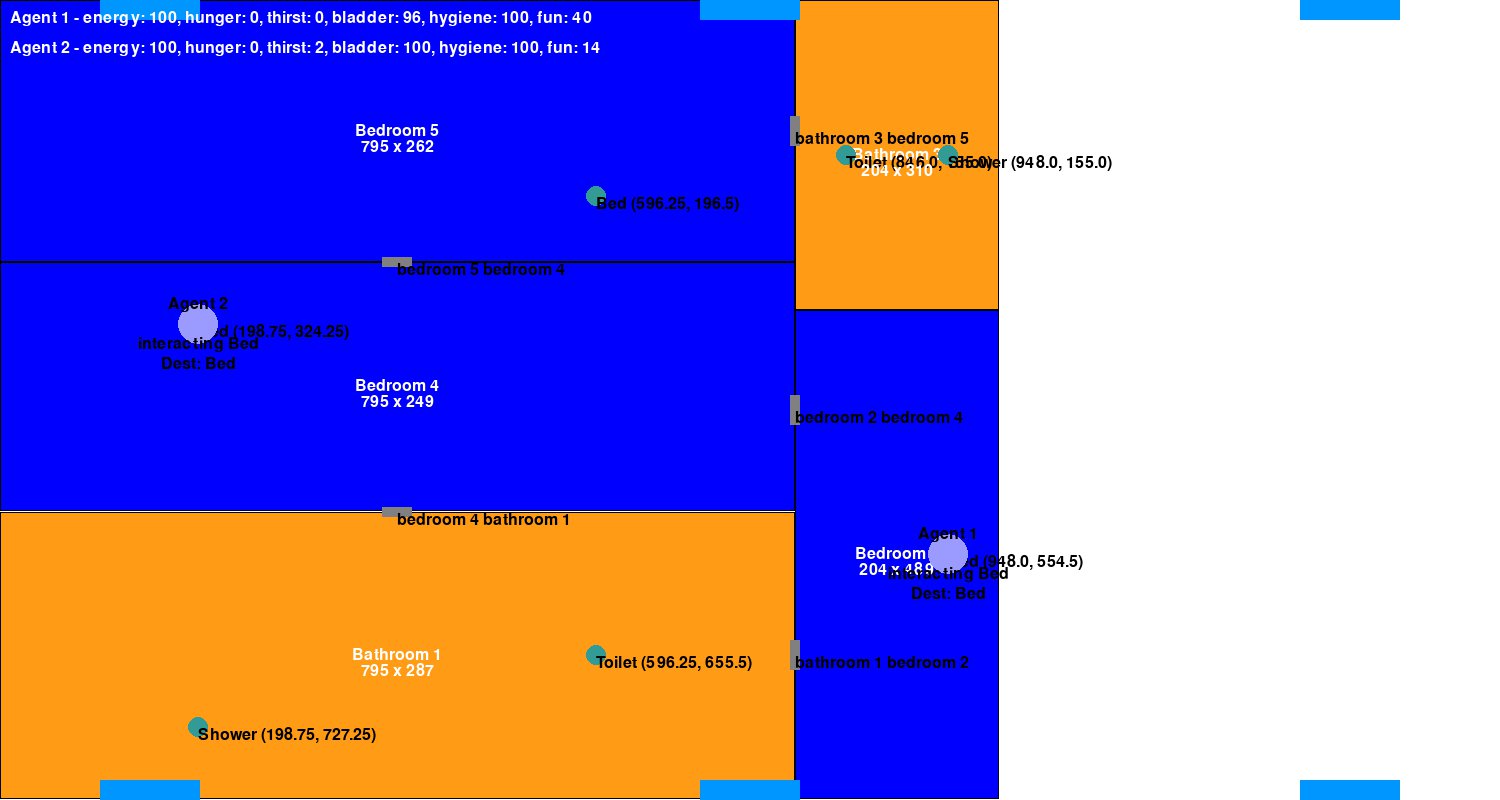 Agent 1 - energy: 100, hunger: 0, thirst: 0, bladder: 96, hygiene: 100, fun: 40
Agent 2 - energy: 100, hunger: 0, thirst: 2, bladder: 100, hygiene: 100, fun: 14
Bedroom 5
795 x 262
bathroom 3 bedroom 5
Bathroom
Toilet (846.0,
Shower (948.0, 155.0)
204 x 310
Bed (596.25, 196.5)
bedroom 5 bedroom 4
Agent 2
(198.75, 324.25)
interacting Bed
Dest: Bed
Bedroom 4
795 x 249
bedroom 2 bedroom 4
bedroom 4 bathroom 1
Agent 1
Bedroom
(948.0, 554.5)
204 x 489
interacting Bed
Dest: Bed
Bathroom 1
795 x 287
Toilet (596.25, 655.5)
bathroom 1 bedroom 2
Shower (198.75, 727.25)